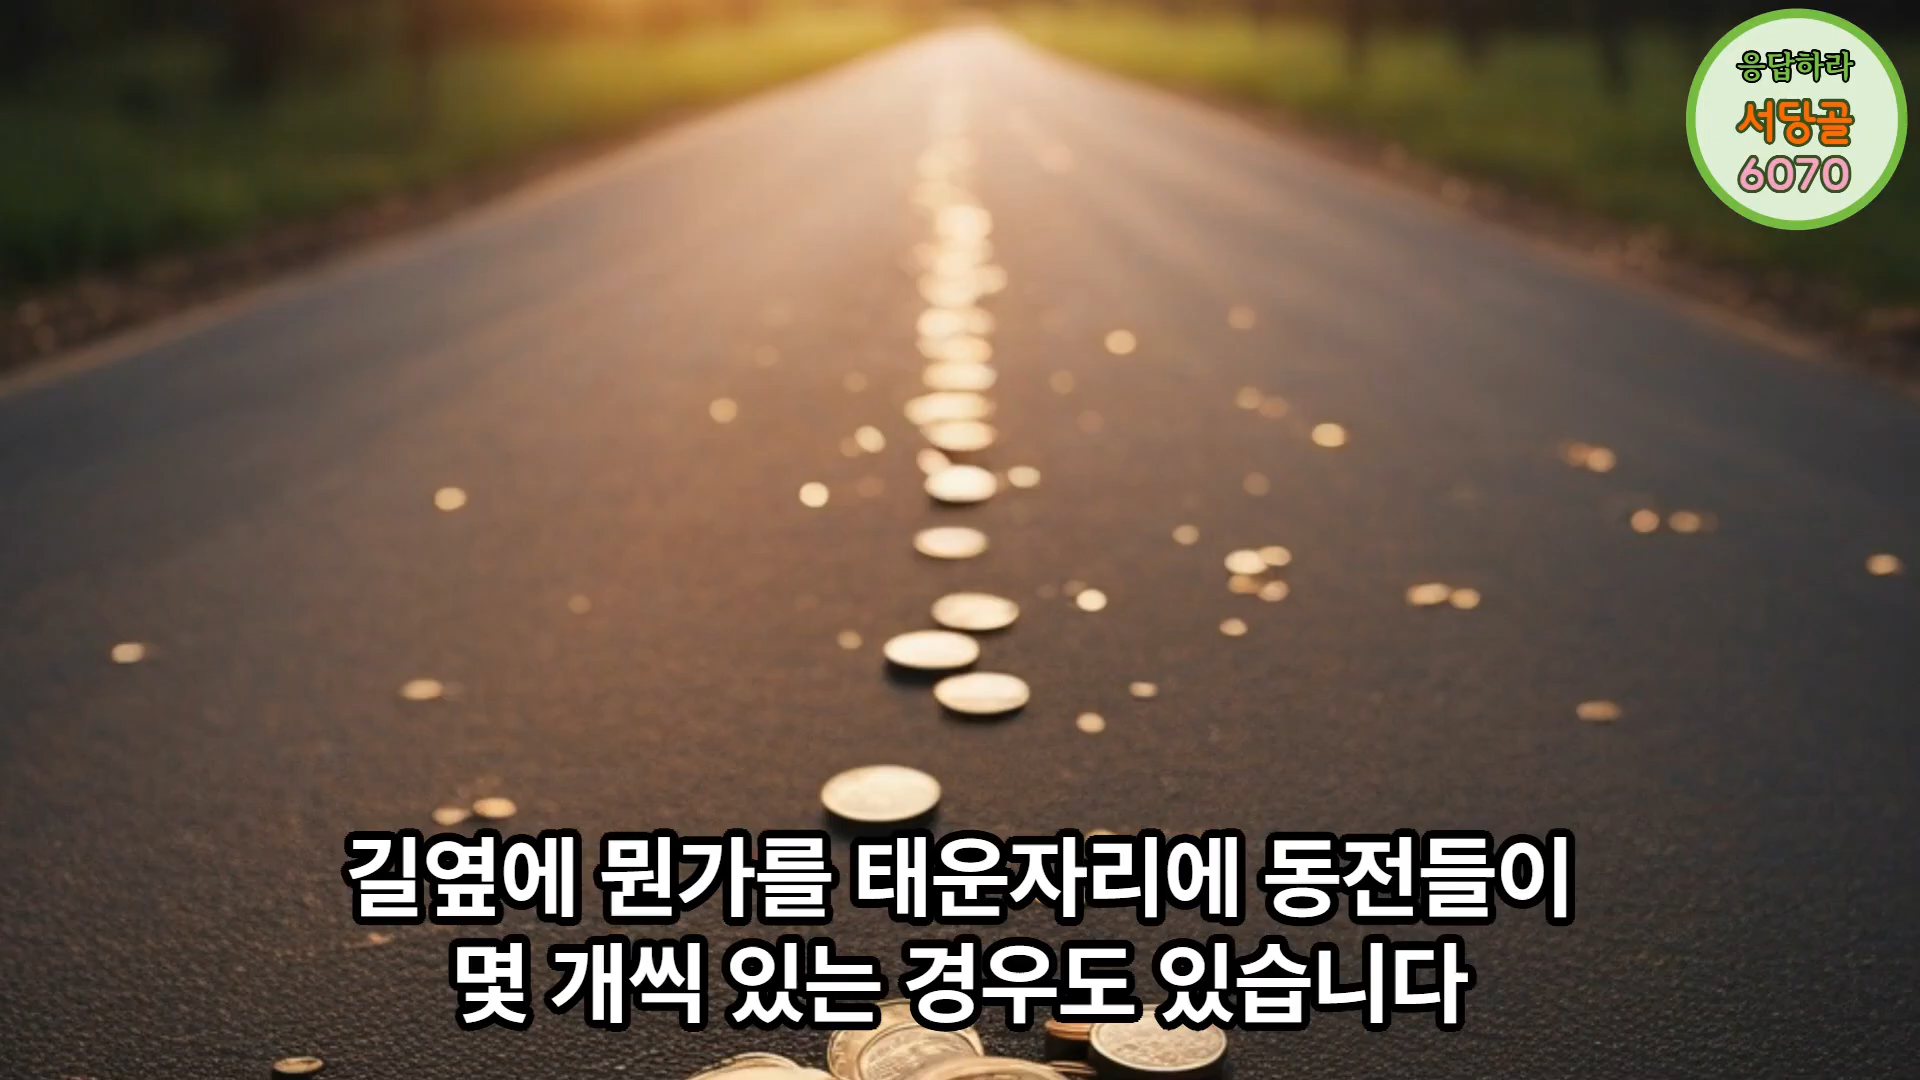 응답하라
서당골
6070
길옆에 뭔가를 태운자리에 동전들이
몇 개씩 있는 경우도 있습니다